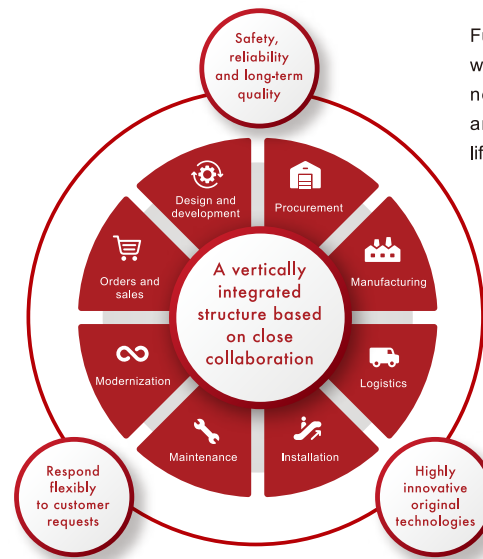 Safety,
reliability
and long-term
quality
Design and
development
Procurement
Orders and
sales
Manufacturing
A vertically
integrated
structure based
on close
collaboration
Modernization
Logistics
Maintenance
Installation
Respond
flexibly
to customer
requests
Highly
innovative
original
technologies